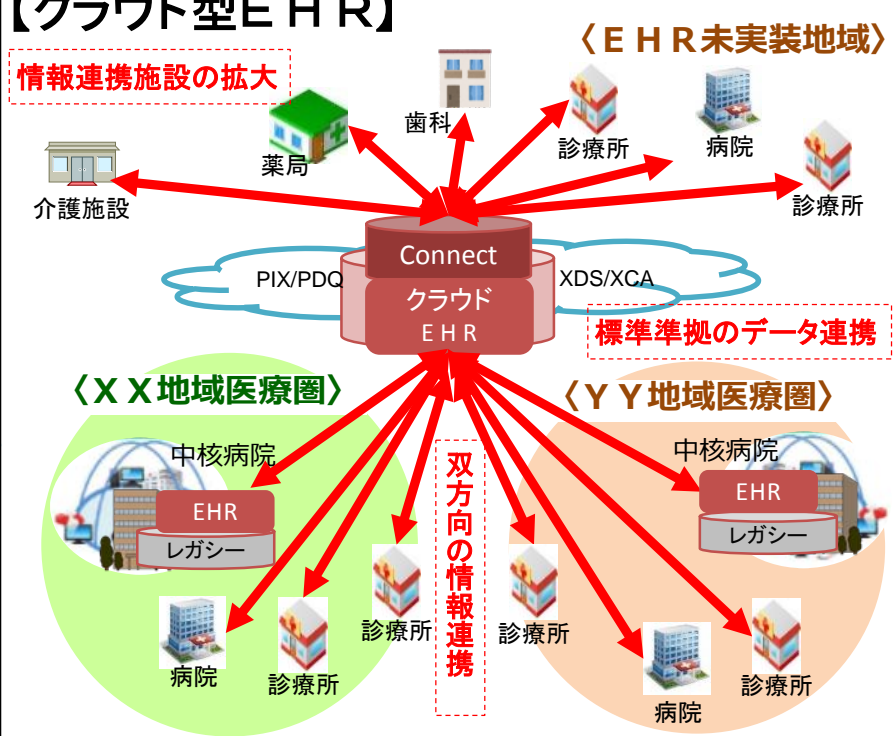 【クラウド型ＥＨＲ】
〈ＥＨＲ未実装地域〉
情報連携施設の拡大
介護施設
薬局
歯科
診療所
病院
診療所
Connect
PIX/PDQ
XDS/XCA
クラウド
ＥＨＲ
標準準拠のデータ連携
〈ＸＸ地域医療圏〉
〈ＹＹ地域医療圏〉
中核病院
EHR
レガシー
病院
診療所
診療所
双方向の情報連携
中核病院
EHR
レガシー
診療所
病院
診療所